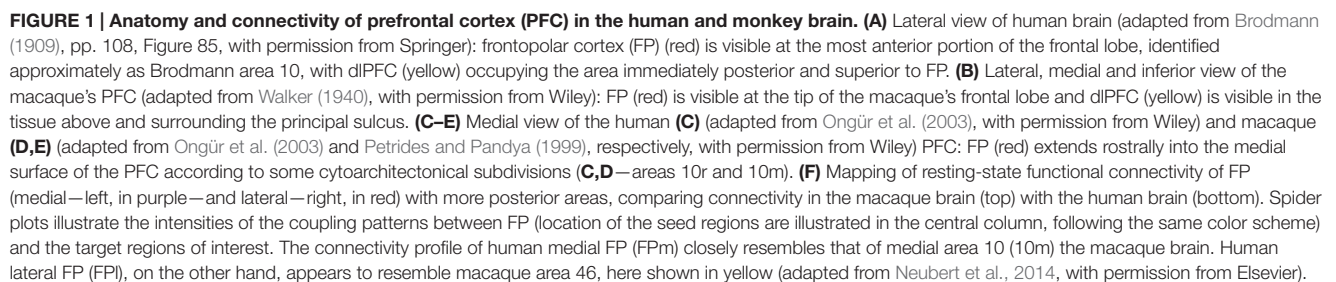 FIGURE 1 | Anatomy and connectivity of prefrontal cortex (PFC) in the human and monkey brain. (A) Lateral view of human brain (adapted from Brodmann
(1909), pp. 108, Figure 85, with permission from Springer): frontopolar cortex (FP) (red) is visible at the most anterior portion of the frontal lobe, identified
approximately as Brodmann area 10, with dlPFC (yellow) occupying the area immediately posterior and superior to FP. (B) Lateral, medial and inferior view of the
macaque's PFC (adapted from Walker (1940), with permission from Wiley): FP (red) is visible at the tip of the macaque's frontal lobe and dlPFC (yellow) is visible in the
tissue above and surrounding the principal sulcus. (C–E) Medial view of the human (C) (adapted from Ongür et al. (2003), with permission from Wiley) and macaque
(D,E) (adapted from Ongür et al. (2003) and Petrides and Pandya (1999), respectively, with permission from Wiley) PFC: FP (red) extends rostrally into the medial
surface of the PFC according to some cytoarchitectonical subdivisions (C,D—areas 10r and 10m). (F) Mapping of resting-state functional connectivity of FP
(medial—left, in purple—and lateral—right, in red) with more posterior areas, comparing connectivity in the macaque brain (top) with the human brain (bottom). Spider
plots illustrate the intensities of the coupling patterns between FP (location of the seed regions are illustrated in the central column, following the same color scheme)
and the target regions of interest. The connectivity profile of human medial FP (FPm) closely resembles that of medial area 10 (10m) the macaque brain. Human
lateral FP (FPl), on the other hand, appears to resemble macaque area 46, here shown in yellow (adapted from Neubert et al., 2014, with permission from Elsevier).